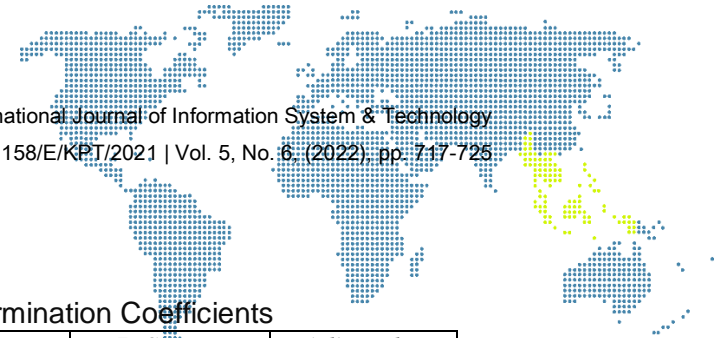 national Journal of Information System & Technology
158/E/KPT/2021 | Vol. 5, No. 6, (2022), pp. 717-725
rmination Coefficients